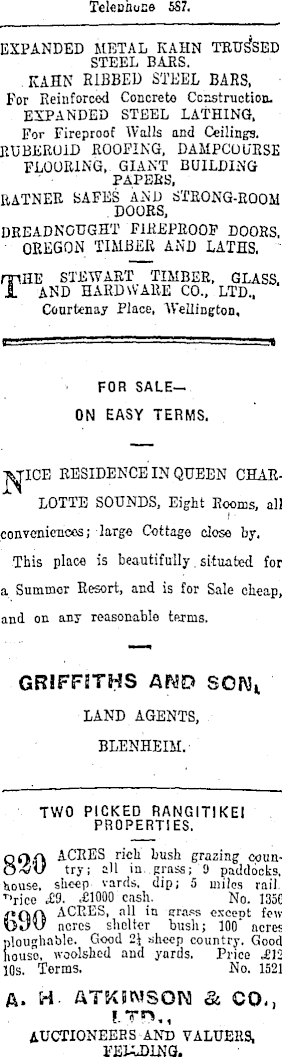 Telephone 587.
EXPANDED METAL KAHN TRUSSED
STEEL BARS.
KAHN RIBBED STEEL BARS,
For Reinforced Concrete Construction.
EXPANDED STEEL LATHING,
For Fireproof Walls and Ceilings.
RUBEROID ROOFING, DAMPCOURSE
FLOORING, GIANT BUILDING
PAPERS,
RATNER SAFES AND STRONG-ROOM
DOORS,
DREADNOUGHT FIREPROOF DOORS,
OREGON TIMBER AND LATHS.
THE STEWART TIMBER, GLASS,
AND HARDWARE CO., LTD.,
Courtenay Place, Wellington.
FOR SALE—
ON EASY TERMS.
NICE RESIDENCE IN QUEEN CHAR-
LOTTE SOUNDS, Eight Rooms, all
conveniences; large Cottage close by.
This place is beautifully situated for
a Summer Resort, and is for Sale cheap,
and on any reasonable terms.
GRIFFITHS AND SON,
LAND AGENTS,
BLENHEIM.
TWO PICKED RANGITIKEI
PROPERTIES.
820 ACRES rich bush grazing coun-
try; all in grass; 9 paddocks,
house, sheep yards, dip; 5 miles rail.
Price £9. £1000 cash. No. 1350
690 ACRES, all in grass except few
acres shelter bush; 100 acres
ploughable. Good 2½ sheep country. Good
house, woolshed and yards. Price £12
10s. Terms. No. 1521
A. H. ATKINSON & CO.,
LTD.,
AUCTIONEERS AND VALUERS,
FEILDING.